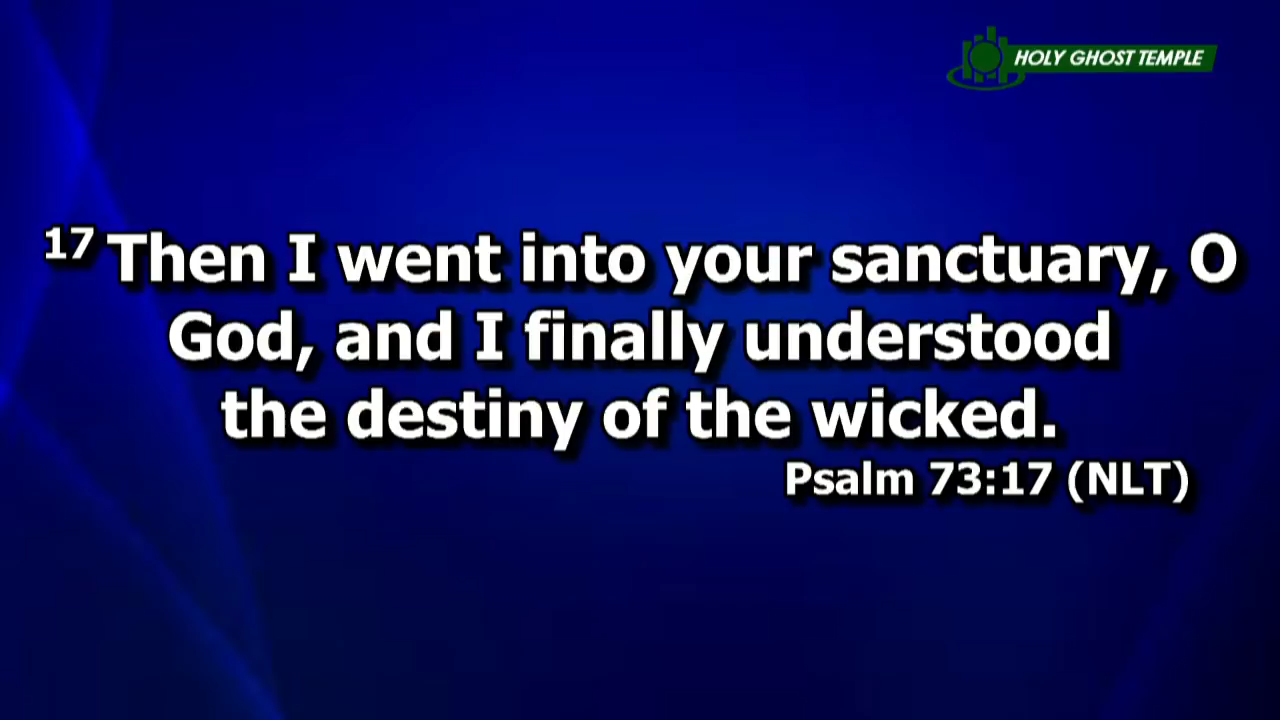 HOLY GHOST TEMPLE
17 Then I went into your sanctuary, O
God, and I finally understood
the destiny of the wicked.
Psalm 73:17 (NLT)